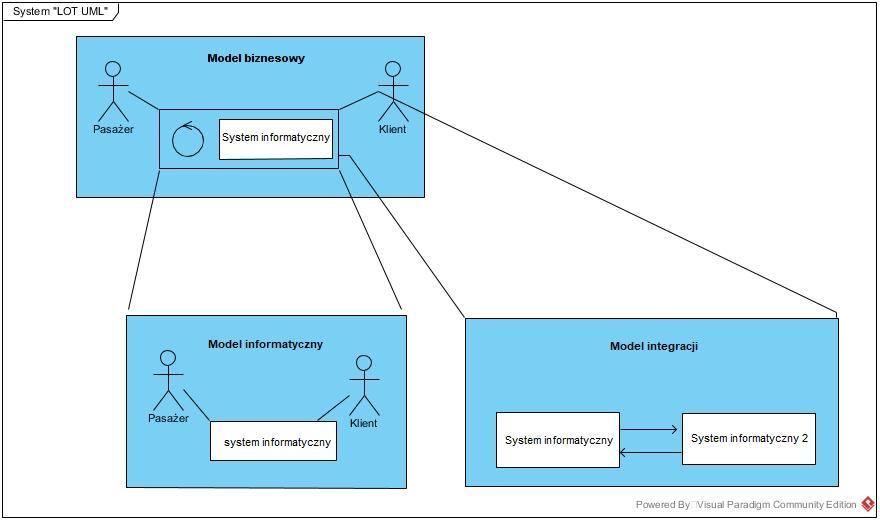 System "LOT UML"
Model biznesowy
Pasażer
System informatyczny
Klient
Model informatyczny
Pasażer
system informatyczny
Klient
Model integracji
System informatyczny
System informatyczny 2
Powered By Visual Paradigm Community Edition